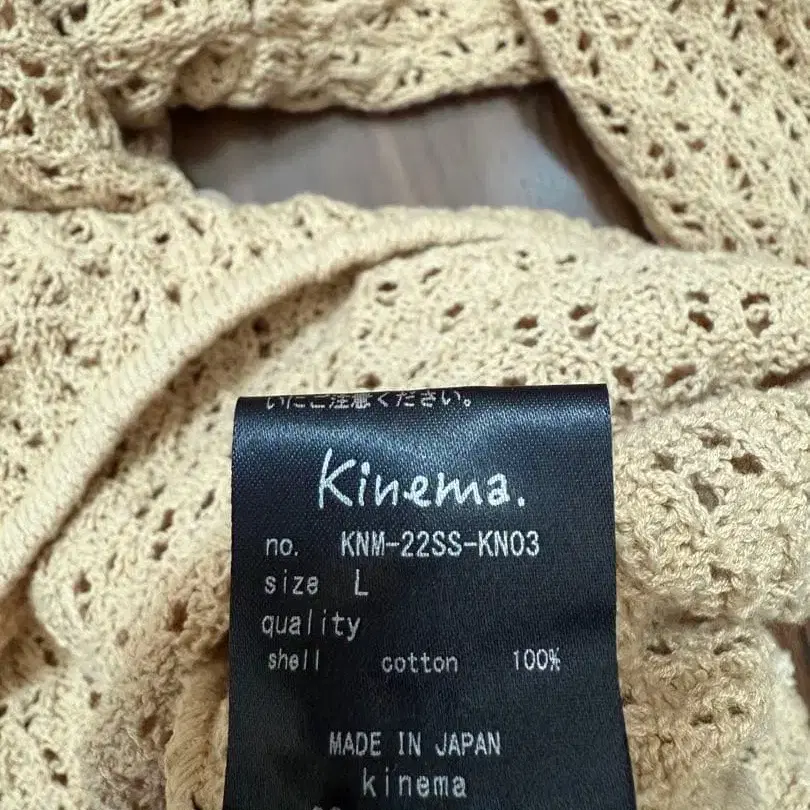 いにご注意ください。
Kinema.
no. KNM-22SS-KN03
size L
quality
shell cotton 100%
MADE IN JAPAN
kinema